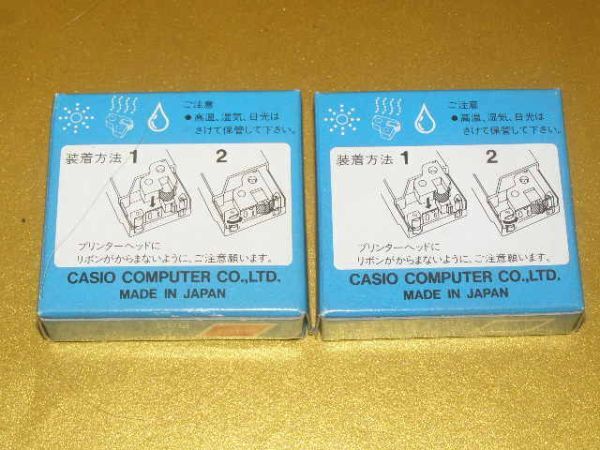 ご注意
●高温、湿気、日光は
さけて保管して下さい。
装着方法 1 2
プリンターヘッドに
リボンがからまないように、ご注意願います。
CASIO COMPUTER CO.,LTD.
MADE IN JAPAN
ご注意
●高温、湿気、日光は
さけて保管して下さい。
装着方法 1 2
プリンターヘッドに
リボンがからまないように、ご注意願います。
CASIO COMPUTER CO.,LTD.
MADE IN JAPAN